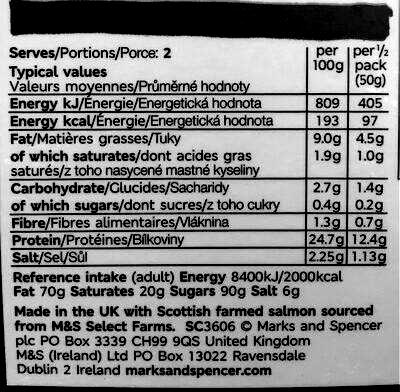 Serves/Portions/Porce: 2 per 100g per 1/2 pack (50g)
Typical values
Valeurs moyennes/Průměrné hodnoty
Energy kJ/Énergie/Energetická hodnota 809 405
Energy kcal/Énergie/Energetická hodnota 193 97
Fat/Matières grasses/Tuky 9.0g 4.5g
of which saturates/dont acides gras 1.9g 1.0g
saturés/z toho nasycené mastné kyseliny
Carbohydrate/Glucides/Sacharidy 2.7g 1.4g
of which sugars/dont sucres/z toho cukry 0.4g 0.2g
Fibre/Fibres alimentaires/Vláknina 1.3g 0.7g
Protein/Protéines/Bílkoviny 24.7g 12.4g
Salt/Sel/Sůl 2.25g 1.13g
Reference intake (adult) Energy 8400kJ/2000kcal
Fat 70g Saturates 20g Sugars 90g Salt 6g
Made in the UK with Scottish farmed salmon sourced
from M&S Select Farms. SC3606 © Marks and Spencer
plc PO Box 3339 CH99 9QS United Kingdom
M&S (Ireland) Ltd PO Box 13022 Ravensdale
Dublin 2 Ireland marksandspencer.com